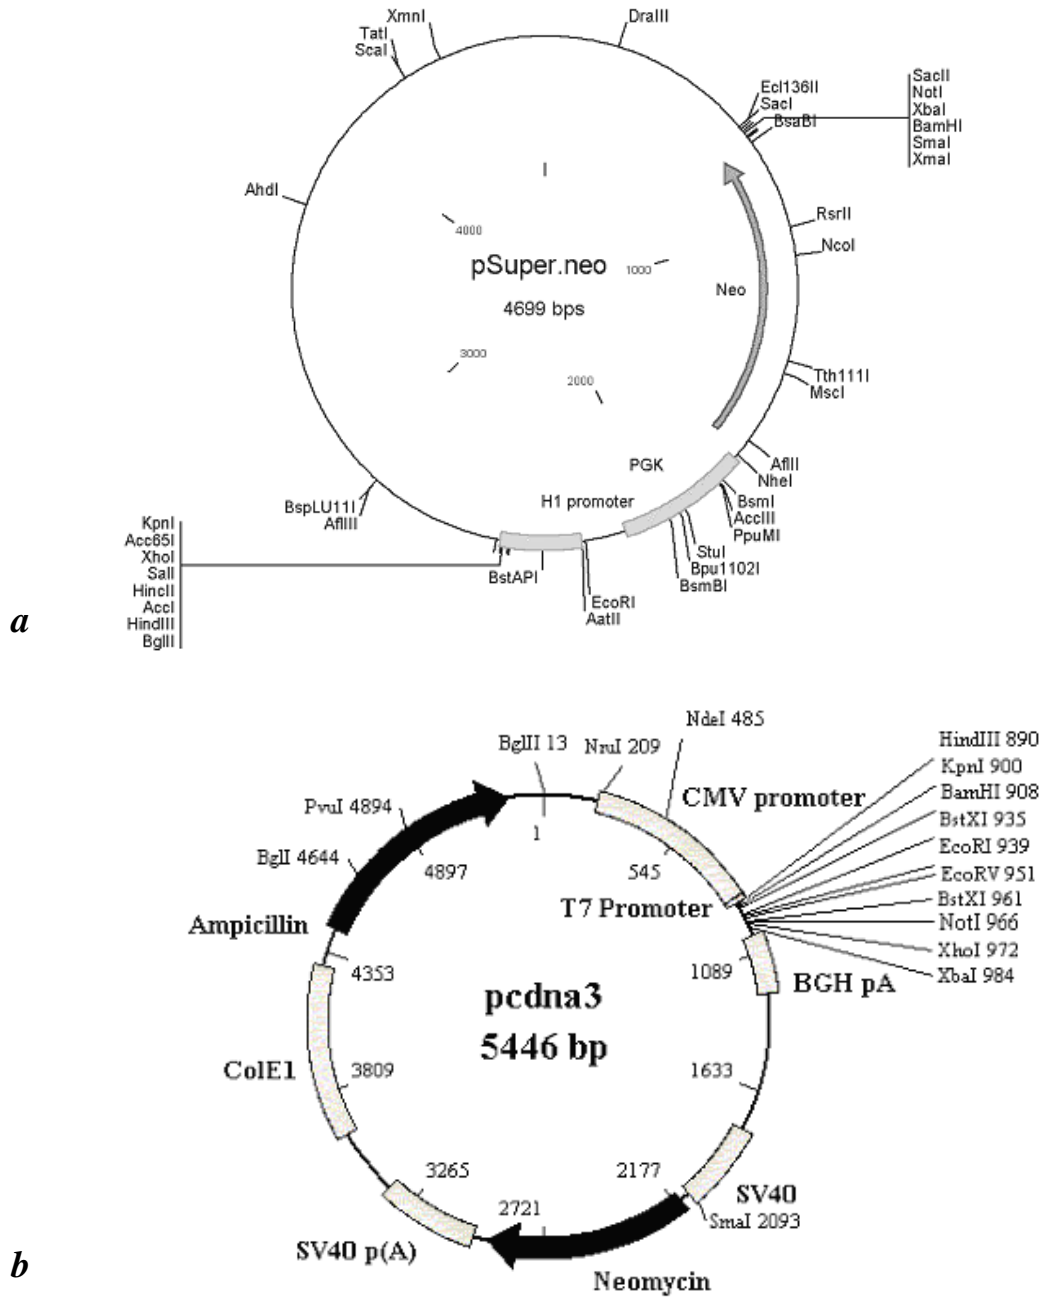 XmnI
DraIII
TatI
ScaI
Ecl136II
SacI
BsaBI
SacII
NotI
XbaI
BamHI
SmaI
XmaI
AhdI
RsrII
NcoI
4000
pSuper.neo
1000
4699 bps
Neo
3000
2000
Tth111I
MscI
PGK
AflII
NheI
H1 promoter
BsmI
AccIII
PpuMI
BspLU11I
AflIII
KpnI
Acc65I
XhoI
SalI
HincII
AccI
HindIII
BglII
StuI
Bpu1102I
BsmBI
BstAPI
EcoRI
AatII
a
NdeI 485
BglII 13
NruI 209
HindIII 890
KpnI 900
BamHI 908
BstXI 935
EcoRI 939
EcoRV 951
BstXI 961
NotI 966
XhoI 972
XbaI 984
CMV promoter
PvuI 4894
1
BglI 4644
4897
545
T7 Promoter
Ampicillin
4353
1089
BGH pA
pcdna3
5446 bp
ColE1
3809
1633
3265
2177
2721
SV40
SmaI 2093
SV40 p(A)
Neomycin
b